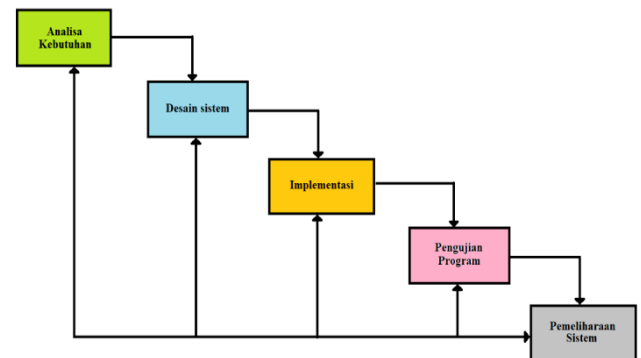 Analisa
Kebutuhan
Desain sistem
Implementasi
Pengujian
Program
Pemeliharaan
Sistem